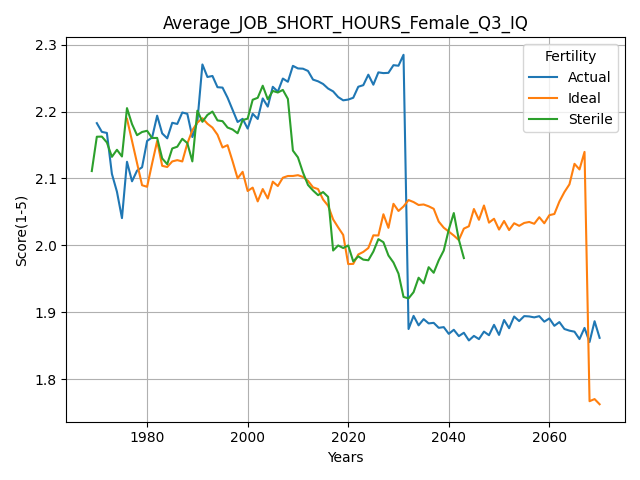 Average_JOB_SHORT_HOURS_Female_Q3_IQ
Fertility
Actual
Ideal
Sterile
Score(1-5)
2.3
2.2
2.1
2.0
1.9
1.8
1980
2000
2020
2040
2060
Years